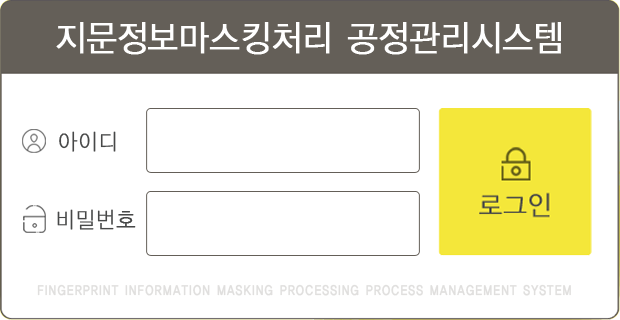 지문정보마스킹처리 공정관리시스템
아이디
비밀번호
로그인
FINGERPRINT INFORMATION MASKING PROCESSING PROCESS MANAGEMENT SYSTEM